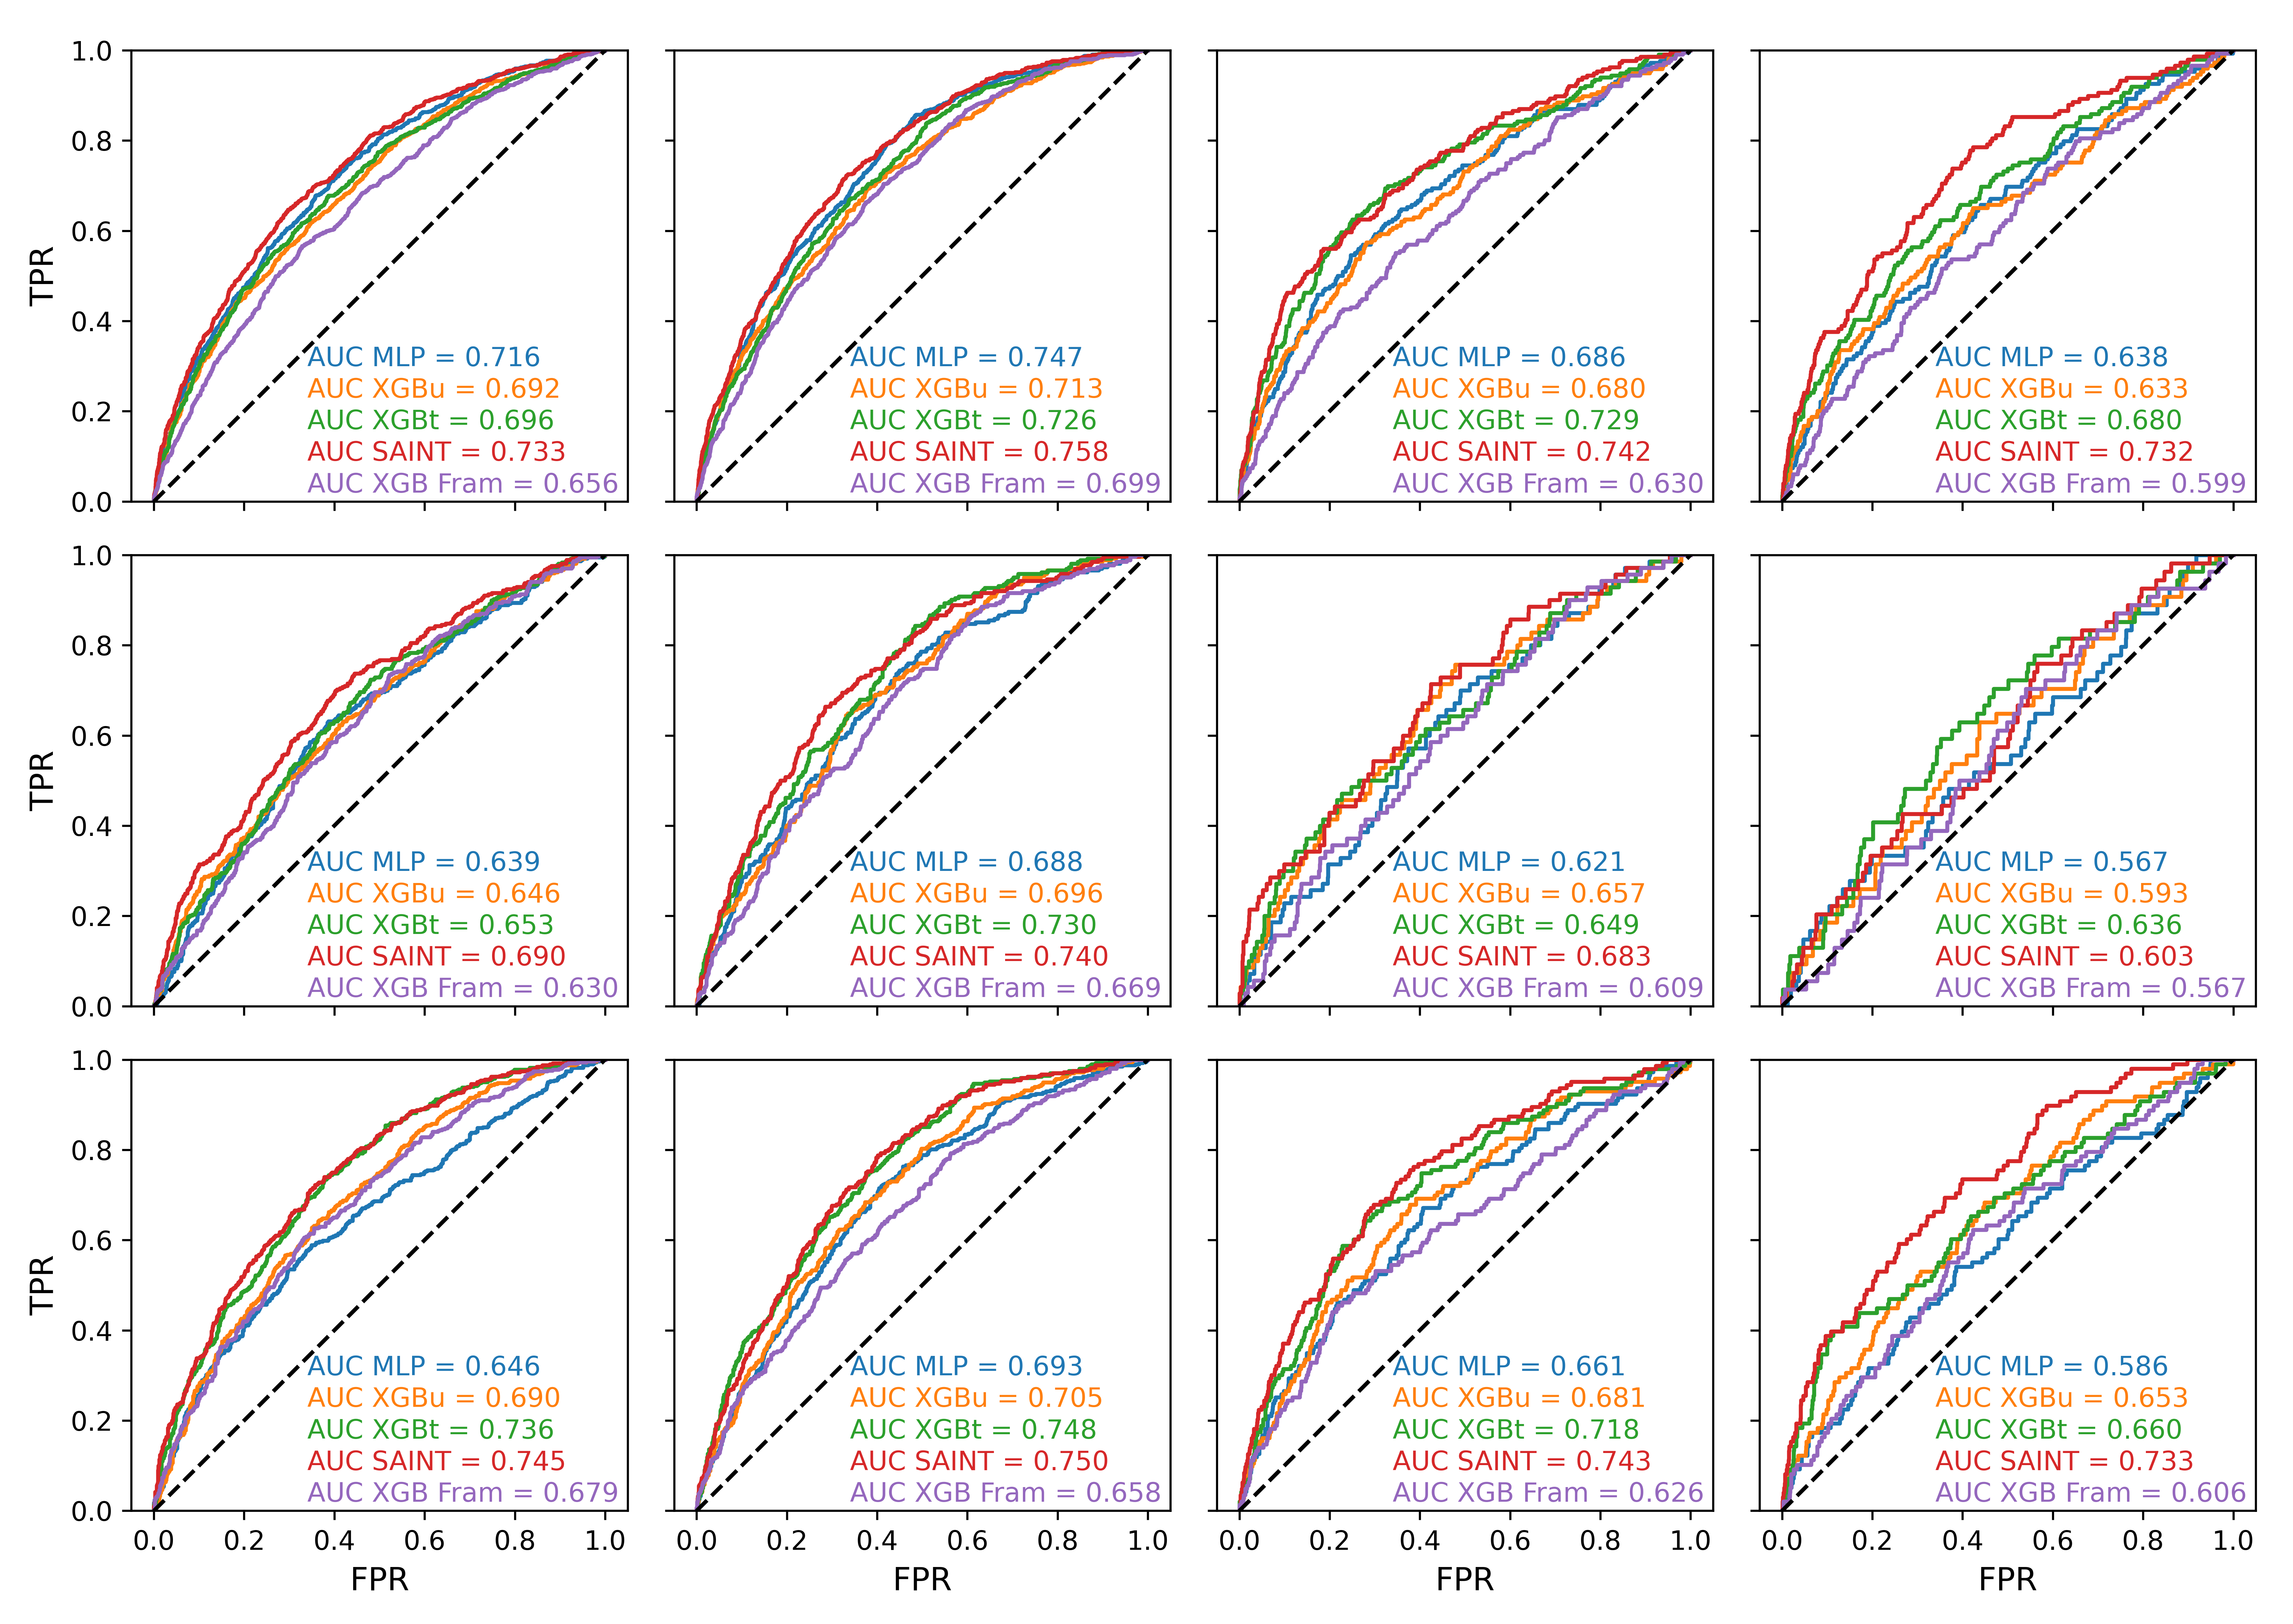 1.0
0.8
0.6
0.4
0.2
0.0
TPR
AUC MLP = 0.716
AUC XGBu = 0.692
AUC XGBt = 0.696
AUC SAINT = 0.733
AUC XGB Fram = 0.656
AUC MLP = 0.747
AUC XGBu = 0.713
AUC XGBt = 0.726
AUC SAINT = 0.758
AUC XGB Fram = 0.699
AUC MLP = 0.686
AUC XGBu = 0.680
AUC XGBt = 0.729
AUC SAINT = 0.742
AUC XGB Fram = 0.630
AUC MLP = 0.638
AUC XGBu = 0.633
AUC XGBt = 0.680
AUC SAINT = 0.732
AUC XGB Fram = 0.599
1.0
0.8
0.6
0.4
0.2
0.0
TPR
AUC MLP = 0.639
AUC XGBu = 0.646
AUC XGBt = 0.653
AUC SAINT = 0.690
AUC XGB Fram = 0.630
AUC MLP = 0.688
AUC XGBu = 0.696
AUC XGBt = 0.730
AUC SAINT = 0.740
AUC XGB Fram = 0.669
AUC MLP = 0.621
AUC XGBu = 0.657
AUC XGBt = 0.649
AUC SAINT = 0.683
AUC XGB Fram = 0.609
AUC MLP = 0.567
AUC XGBu = 0.593
AUC XGBt = 0.636
AUC SAINT = 0.603
AUC XGB Fram = 0.567
1.0
0.8
0.6
0.4
0.2
0.0
TPR
AUC MLP = 0.646
AUC XGBu = 0.690
AUC XGBt = 0.736
AUC SAINT = 0.745
AUC XGB Fram = 0.679
0.0 0.2 0.4 0.6 0.8 1.0
FPR
AUC MLP = 0.693
AUC XGBu = 0.705
AUC XGBt = 0.748
AUC SAINT = 0.750
AUC XGB Fram = 0.658
0.0 0.2 0.4 0.6 0.8 1.0
FPR
AUC MLP = 0.661
AUC XGBu = 0.681
AUC XGBt = 0.718
AUC SAINT = 0.743
AUC XGB Fram = 0.626
0.0 0.2 0.4 0.6 0.8 1.0
FPR
AUC MLP = 0.586
AUC XGBu = 0.653
AUC XGBt = 0.660
AUC SAINT = 0.733
AUC XGB Fram = 0.606
0.0 0.2 0.4 0.6 0.8 1.0
FPR